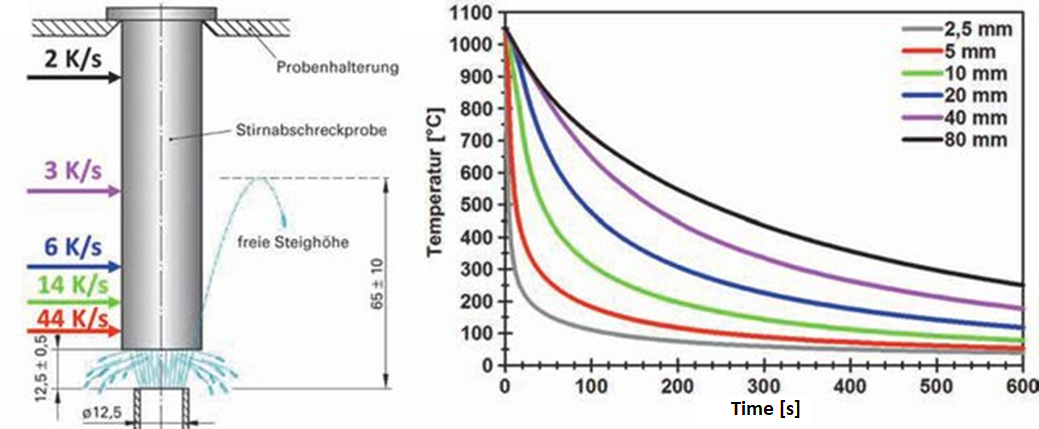 2 K/s
Probenhalterung
Stirnabschreckprobe
3 K/s
freie Steighöhe
6 K/s
14 K/s
44 K/s
65 ± 10
12,5 ± 0,5
ø12,5
Temperatur [°C]
1100
1000
900
800
700
600
500
400
300
200
100
0
2,5 mm
5 mm
10 mm
20 mm
40 mm
80 mm
0 100 200 300 400 500 600
Time [s]